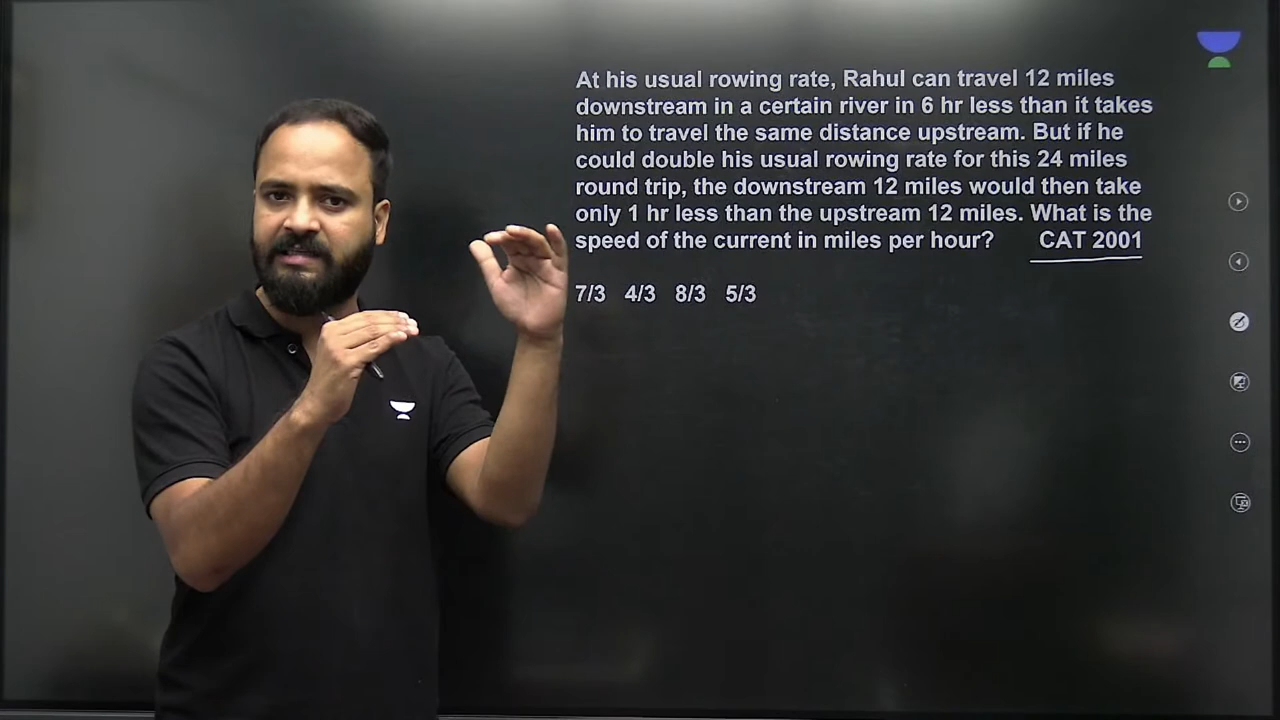 At his usual rowing rate, Rahul can travel 12 miles
downstream in a certain river in 6 hr less than it takes
him to travel the same distance upstream. But if he
could double his usual rowing rate for this 24 miles
round trip, the downstream 12 miles would then take
only 1 hr less than the upstream 12 miles. What is the
speed of the current in miles per hour? CAT 2001
7/3 4/3 8/3 5/3